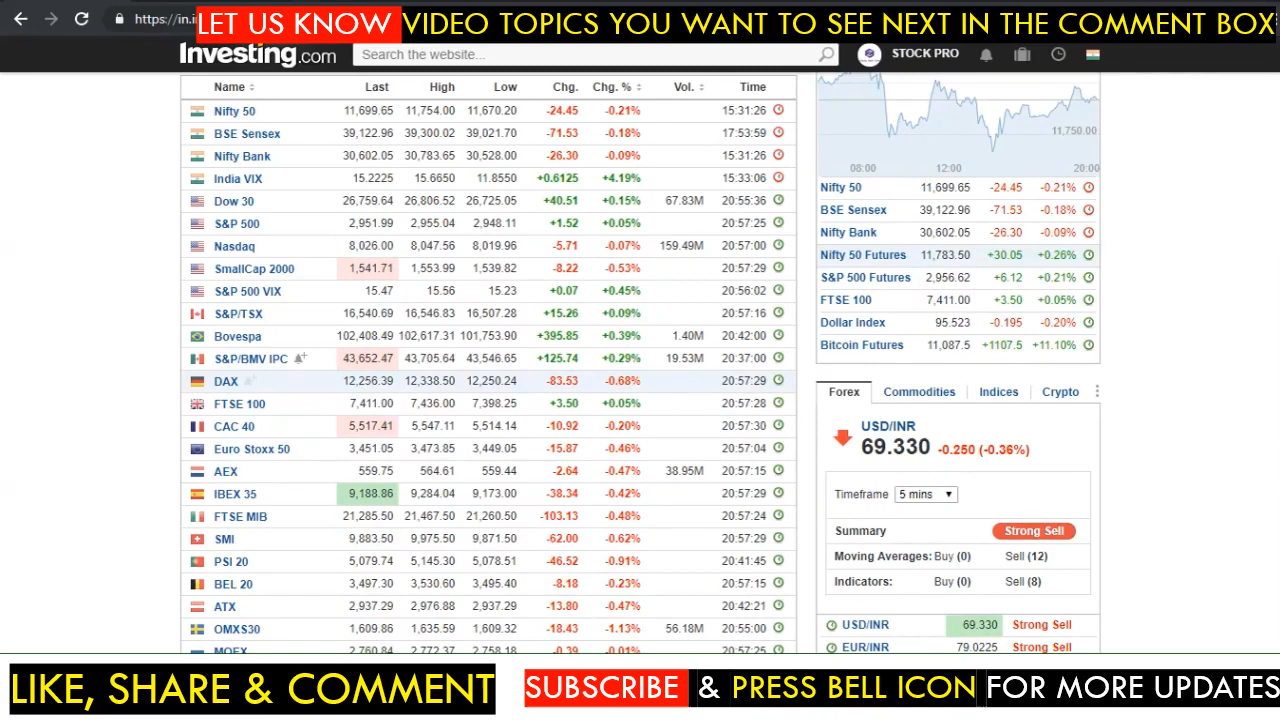 https://in.in
LET US KNOW VIDEO TOPICS YOU WANT TO SEE NEXT IN THE COMMENT BOX
Investing.com Search the website... STOCK PRO
Name Last High Low Chg. Chg. % Vol. Time
Nifty 50 11,699.65 11,754.00 11,670.20 -24.45 -0.21% 15:31:26
BSE Sensex 39,122.96 39,300.02 39,021.70 -71.53 -0.18% 17:53:59
Nifty Bank 30,602.05 30,783.65 30,528.00 -26.30 -0.09% 15:31:26
India VIX 15.2225 15.6650 11.8550 +0.6125 +4.19% 15:33:06
Dow 30 26,759.64 26,806.52 26,725.05 +40.51 +0.15% 67.83M 20:55:36
S&P 500 2,951.99 2,955.04 2,948.11 +1.52 +0.05% 20:57:25
Nasdaq 8,026.00 8,047.56 8,019.96 -5.71 -0.07% 159.49M 20:57:00
SmallCap 2000 1,541.71 1,553.99 1,539.82 -8.22 -0.53% 20:57:29
S&P 500 VIX 15.47 15.56 15.23 +0.07 +0.45% 20:56:02
S&P/TSX 16,540.69 16,546.83 16,507.28 +15.26 +0.09% 20:57:16
Bovespa 102,408.49 102,617.31 101,753.90 +395.85 +0.39% 1.40M 20:42:00
S&P/BMV IPC 43,652.47 43,705.64 43,546.65 +125.74 +0.29% 19.53M 20:37:00
DAX 12,256.39 12,338.50 12,250.24 -83.53 -0.68% 20:57:29
FTSE 100 7,411.00 7,436.00 7,398.25 +3.50 +0.05% 20:57:28
CAC 40 5,517.41 5,547.11 5,514.14 -10.92 -0.20% 20:57:30
Euro Stoxx 50 3,451.05 3,473.85 3,449.05 -15.87 -0.46% 20:57:04
AEX 559.75 564.61 559.44 -2.64 -0.47% 38.95M 20:57:15
IBEX 35 9,188.86 9,284.04 9,173.00 -38.34 -0.42% 20:57:29
FTSE MIB 21,285.50 21,467.50 21,260.50 -103.13 -0.48% 20:57:24
SMI 9,883.50 9,975.50 9,871.50 -62.00 -0.62% 20:57:29
PSI 20 5,079.74 5,145.30 5,078.51 -46.52 -0.91% 20:41:45
BEL 20 3,497.30 3,530.60 3,495.40 -8.18 -0.23% 20:57:15
ATX 2,937.29 2,976.88 2,937.29 -13.80 -0.47% 20:42:21
OMXS30 1,609.86 1,635.59 1,609.32 -18.43 -1.13% 56.18M 20:55:00
MOEX 2,760.84 2,772.37 2,758.18 -0.39 -0.01% 20:57:25
11,750.00
08:00 12:00 20:00
Nifty 50 11,699.65 -24.45 -0.21%
BSE Sensex 39,122.96 -71.53 -0.18%
Nifty Bank 30,602.05 -26.30 -0.09%
Nifty 50 Futures 11,783.50 +30.05 +0.26%
S&P 500 Futures 2,956.62 +6.12 +0.21%
FTSE 100 7,411.00 +3.50 +0.05%
Dollar Index 95.523 -0.195 -0.20%
Bitcoin Futures 11,087.5 +1107.5 +11.10%
Forex Commodities Indices Crypto
USD/INR
69.330 -0.250 (-0.36%)
Timeframe 5 mins
Summary Strong Sell
Moving Averages: Buy (0) Sell (12)
Indicators: Buy (0) Sell (8)
USD/INR 69.330 Strong Sell
EUR/INR 79.0225 Strong Sell
LIKE, SHARE & COMMENT SUBSCRIBE & PRESS BELL ICON FOR MORE UPDATES